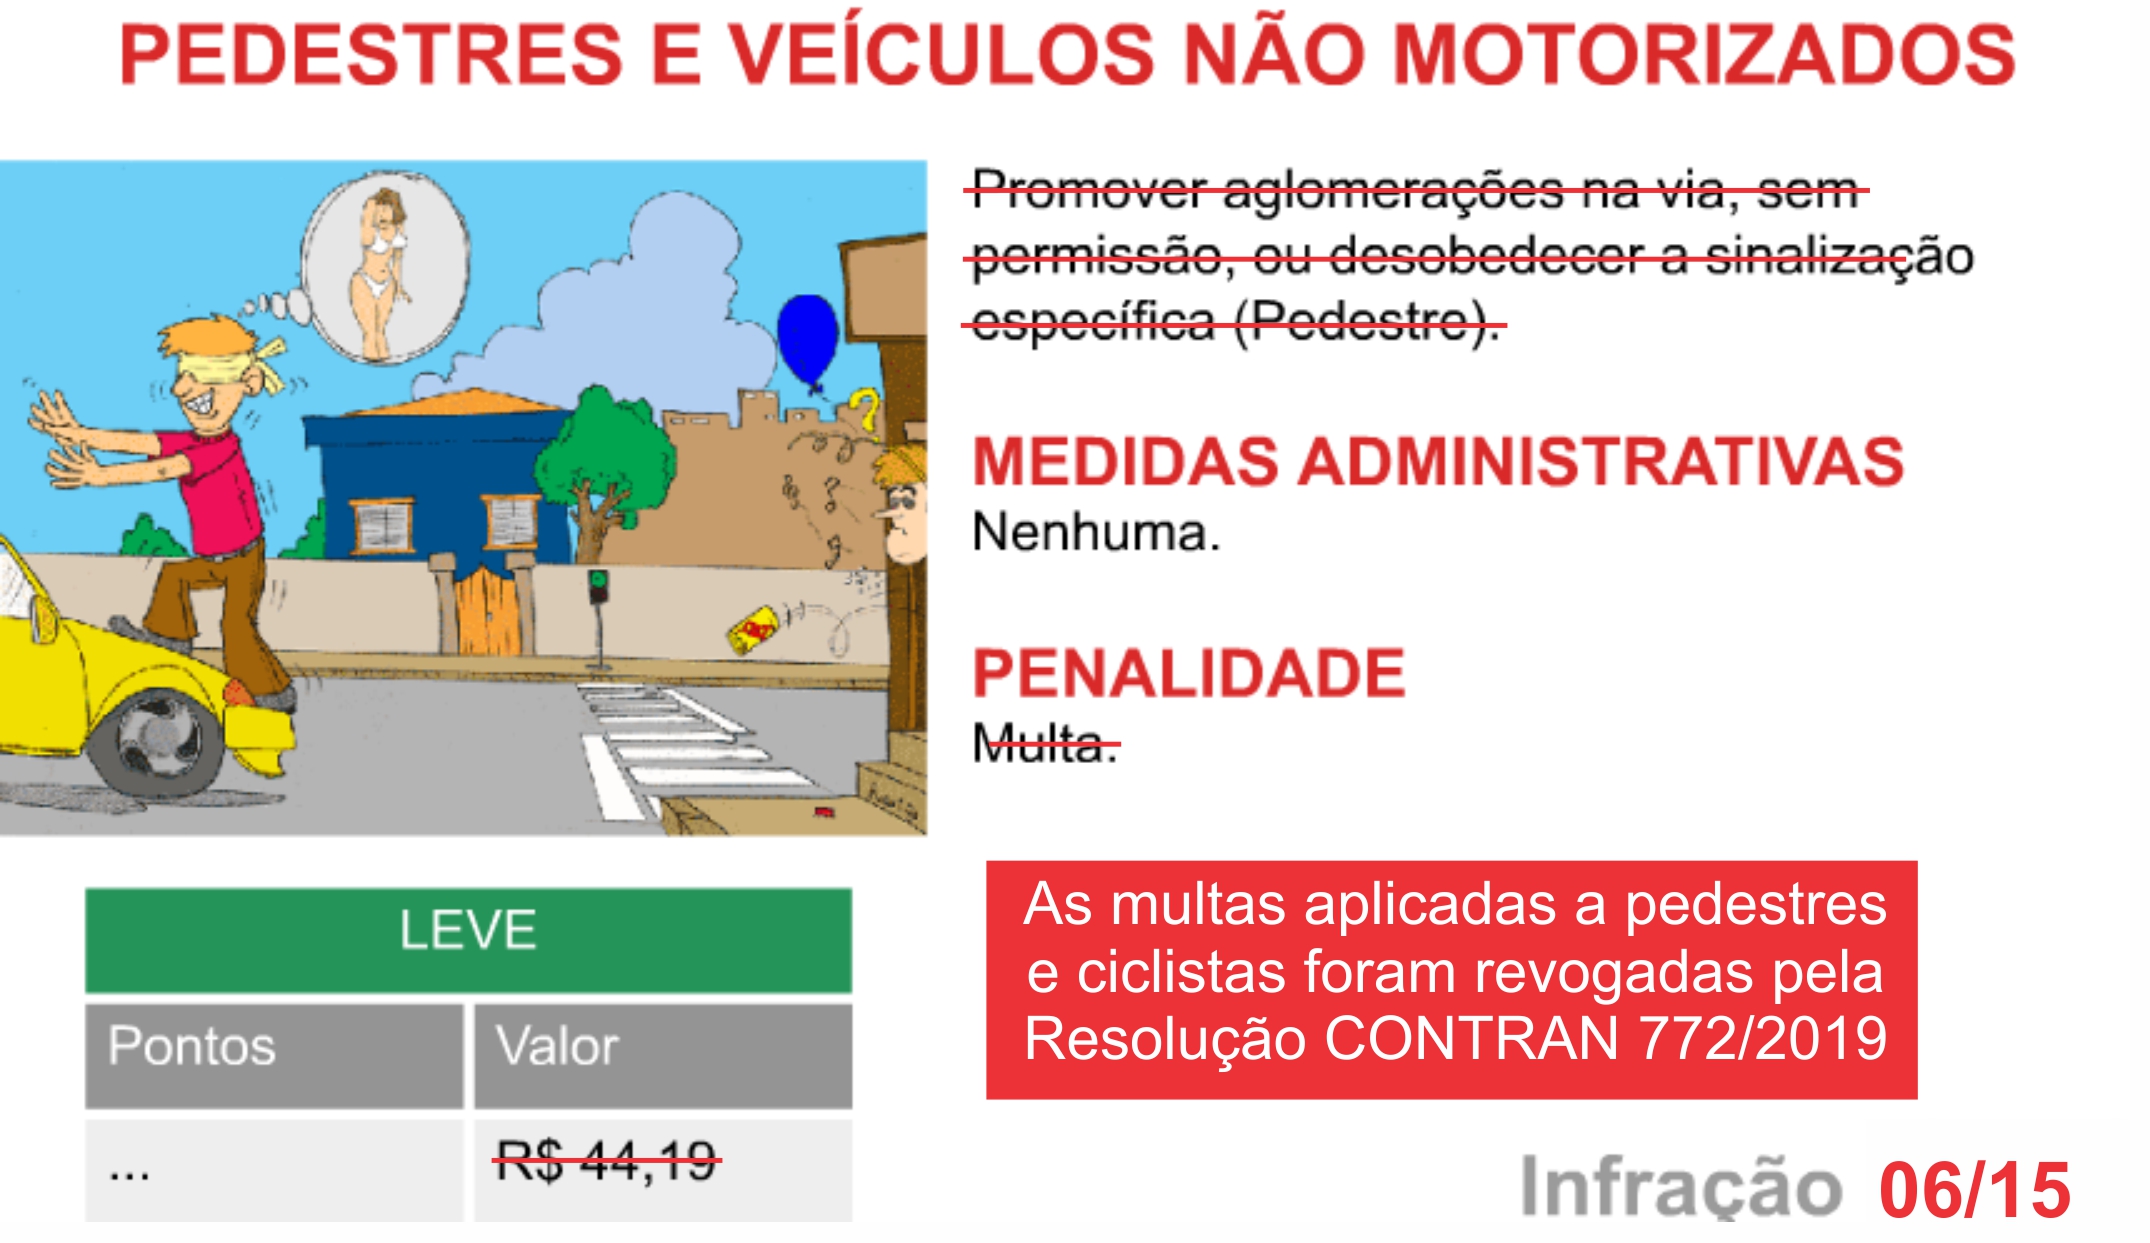 PEDESTRES E VEÍCULOS NÃO MOTORIZADOS
Promover aglomerações na via, sem
permissão, ou desobedecer a sinalização
específica (Pedestre).
MEDIDAS ADMINISTRATIVAS
Nenhuma.
PENALIDADE
Multa.
LEVE
Pontos Valor
... R$ 44,19
As multas aplicadas a pedestres
e ciclistas foram revogadas pela
Resolução CONTRAN 772/2019
Infração 06/15